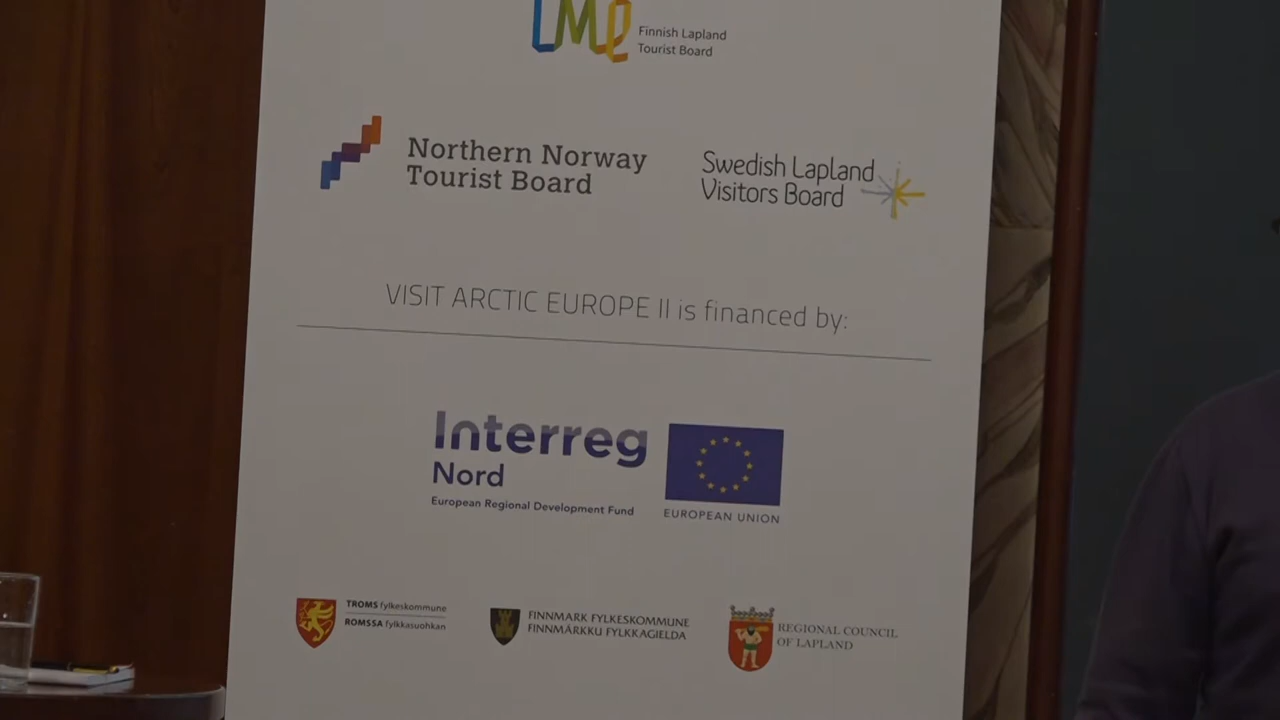 Finnish Lapland
Tourist Board
Northern Norway
Tourist Board
Swedish Lapland
Visitors Board
VISIT ARCTIC EUROPE II is financed by:
Interreg
Nord
European Regional Development Fund
EUROPEAN UNION
TROMS fylkeskommune
ROMSSA fylkkasuohkan
FINNMARK FYLKESKOMMUNE
FINNMÁRKKU FYLKKAGIELDA
REGIONAL COUNCIL
OF LAPLAND